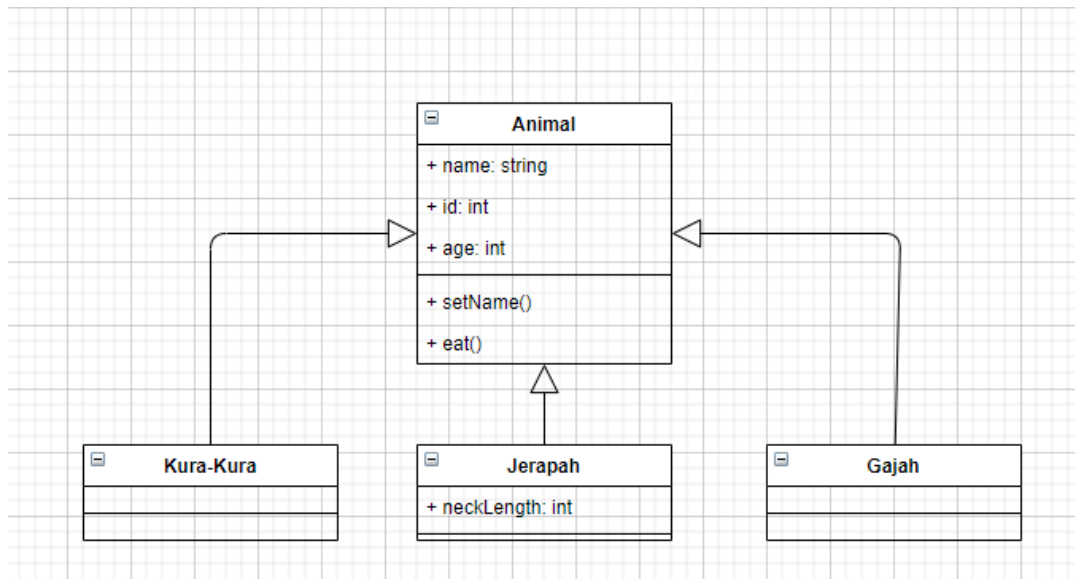 Animal
+ name: string
+ id: int
+ age: int
+ setName()
+ eat()
Kura-Kura
Jerapah
+ neckLength: int
Gajah